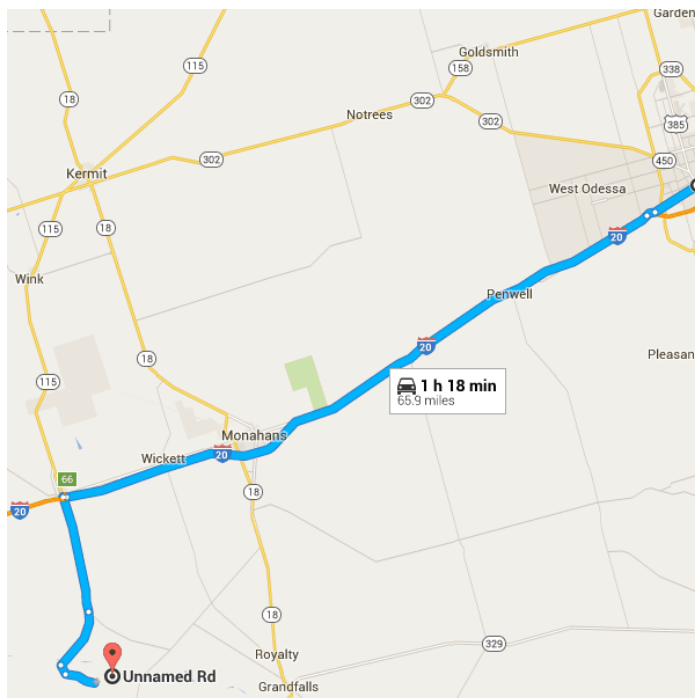 Garden
Goldsmith
115
158
338
18
302
385
Notrees
302
Kermit
302
450
West Odessa
115
18
20
Wink
Penwell
20
Pleasan
18
115
1 h 18 min
65.9 miles
Monahans
Wickett
20
66
18
20
18
329
Royalty
Unnamed Rd
Grandfalls